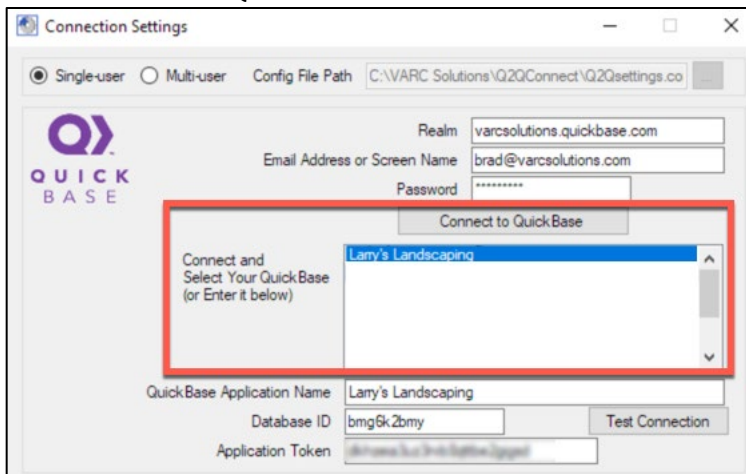 Connection Settings
Single-user Multi-user Config File Path C:\VARC Solutions\Q2QConnect\Q2Qsettings.co ...
QUICK
BASE
Realm varcsolutions.quickbase.com
Email Address or Screen Name brad@varcsolutions.com
Password *********
Connect to QuickBase
Connect and
Select Your QuickBase
(or Enter it below)
Larry's Landscaping
QuickBase Application Name Larry's Landscaping
Database ID bmg6k2bmy Test Connection
Application Token